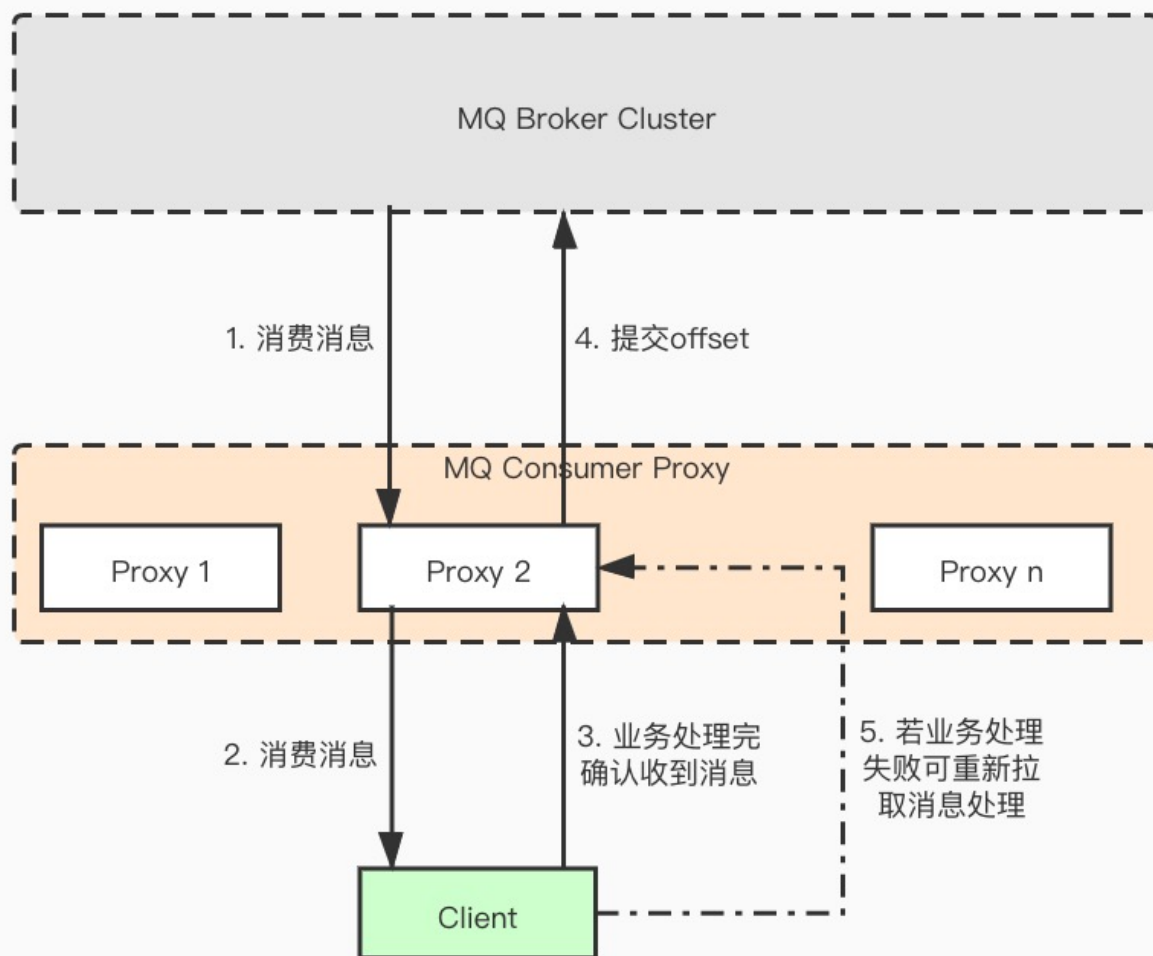 MQ Broker Cluster
1. 消费消息
4. 提交offset
MQ Consumer Proxy
Proxy 1
Proxy 2
Proxy n
2. 消费消息
3. 业务处理完
确认收到消息
5. 若业务处理
失败可重新拉
取消息处理
Client